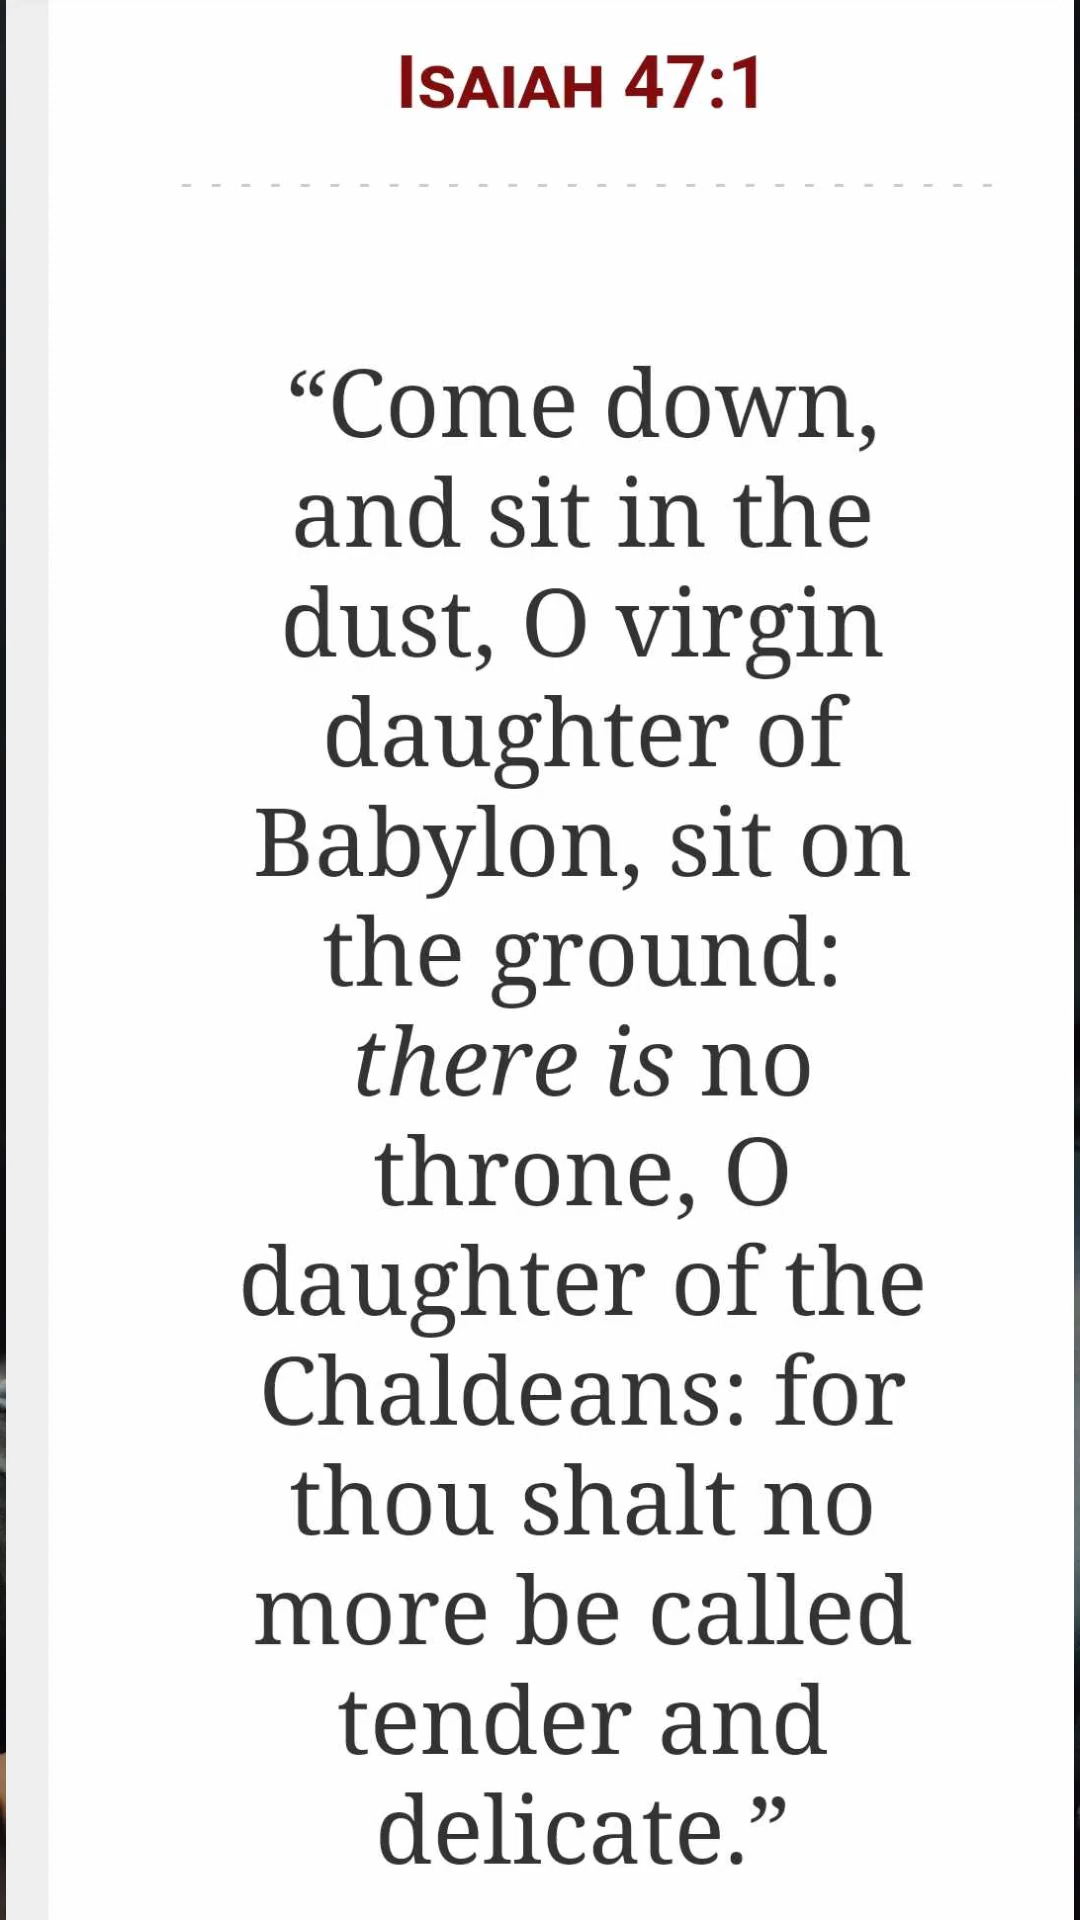 Isaiah 47:1
“Come down,
and sit in the
dust, O virgin
daughter of
Babylon, sit on
the ground:
there is no
throne, O
daughter of the
Chaldeans: for
thou shalt no
more be called
tender and
delicate.”